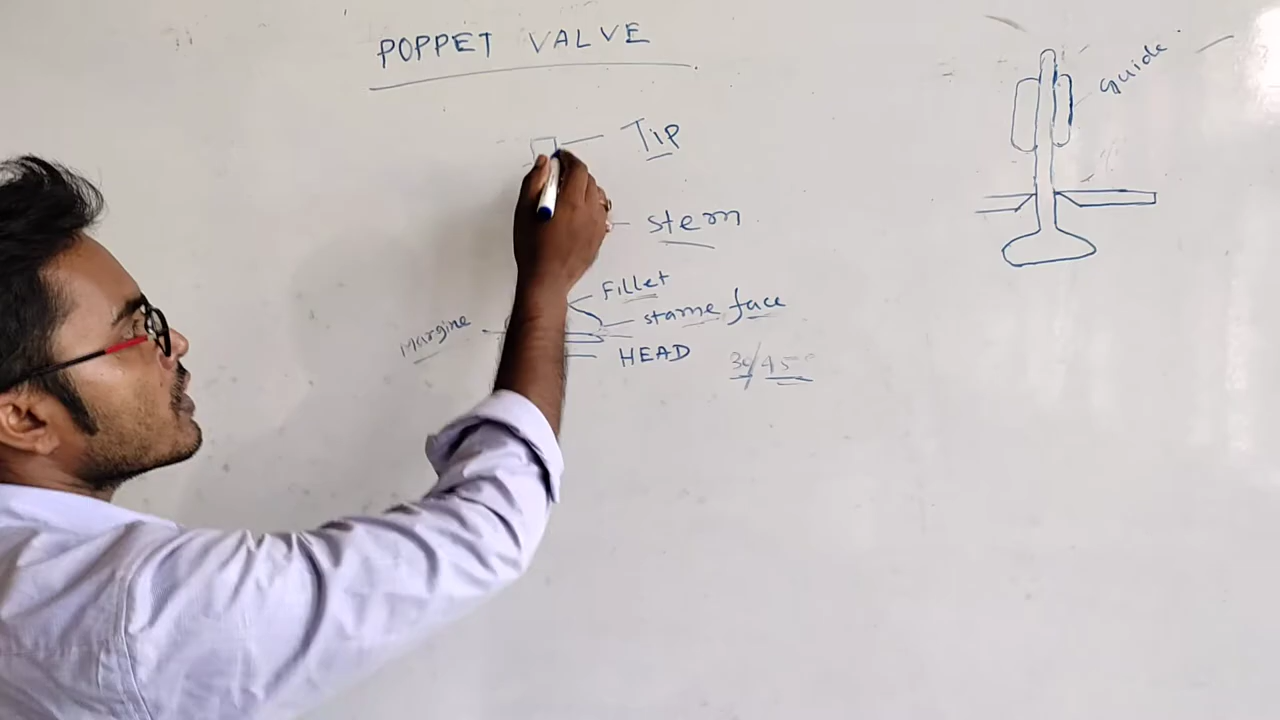 POPPET VALVE
Tip
stem
Fillet
stame face
Margine
HEAD
30/45°
guide